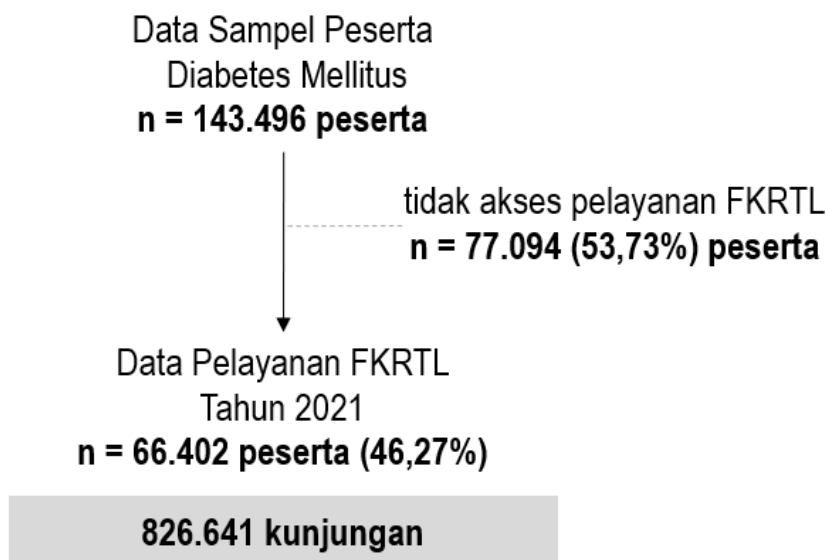 Data Sampel Peserta
Diabetes Mellitus
n = 143.496 peserta
tidak akses pelayanan FKRTL
n = 77.094 (53,73%) peserta
Data Pelayanan FKRTL
Tahun 2021
n = 66.402 peserta (46,27%)
826.641 kunjungan